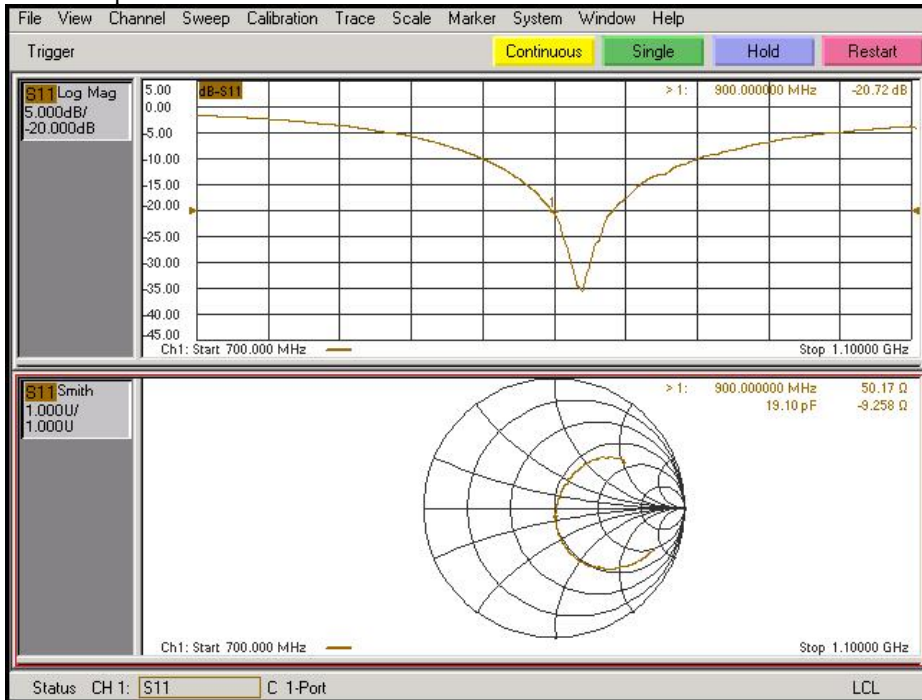 File View Channel Sweep Calibration Trace Scale Marker System Window Help
Trigger Continuous Single Hold Restart
S11 Log Mag
5.000dB/
-20.000dB
5.00 dB-S11 > 1: 900.000000 MHz -20.72 dB
0.00
-5.00
-10.00
-15.00
-20.00
1
-25.00
-30.00
-35.00
-40.00
-45.00
Ch1: Start 700.000 MHz Stop 1.10000 GHz
S11 Smith
1.000U/
1.000U
> 1: 900.000000 MHz 50.17 Ω
19.10 pF -9.258 Ω
Ch1: Start 700.000 MHz Stop 1.10000 GHz
Status CH 1: S11 C 1-Port LCL